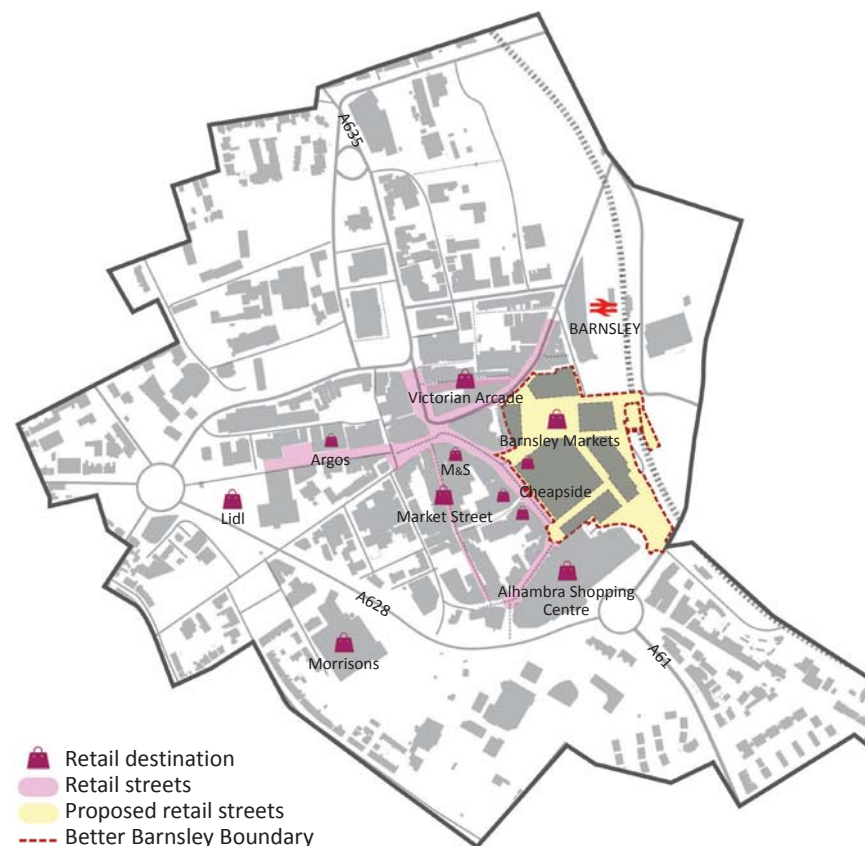 A635
BARNSLEY
Victorian Arcade
Barnsley Markets
Argos
M&S
Cheapside
Lidl
Market Street
Alhambra Shopping
Centre
A628
A61
Morrisons
Retail destination
Retail streets
Proposed retail streets
Better Barnsley Boundary